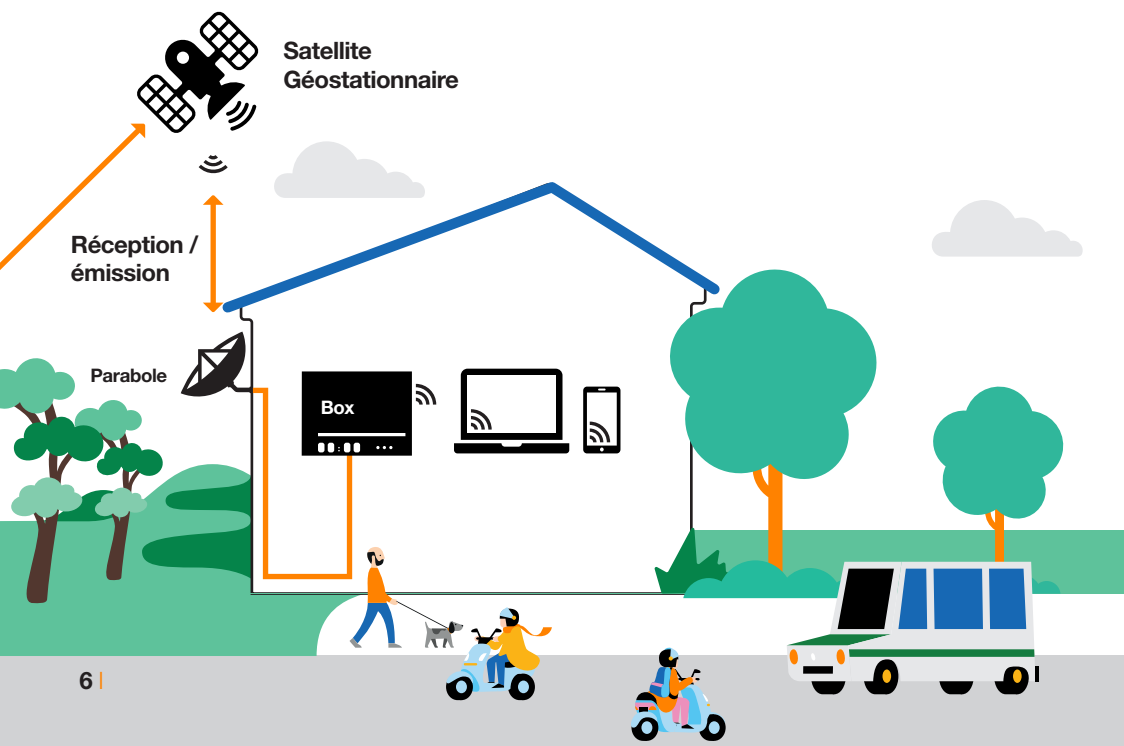 Satellite
Géostationnaire
Réception /
émission
Parabole
Box
6 |